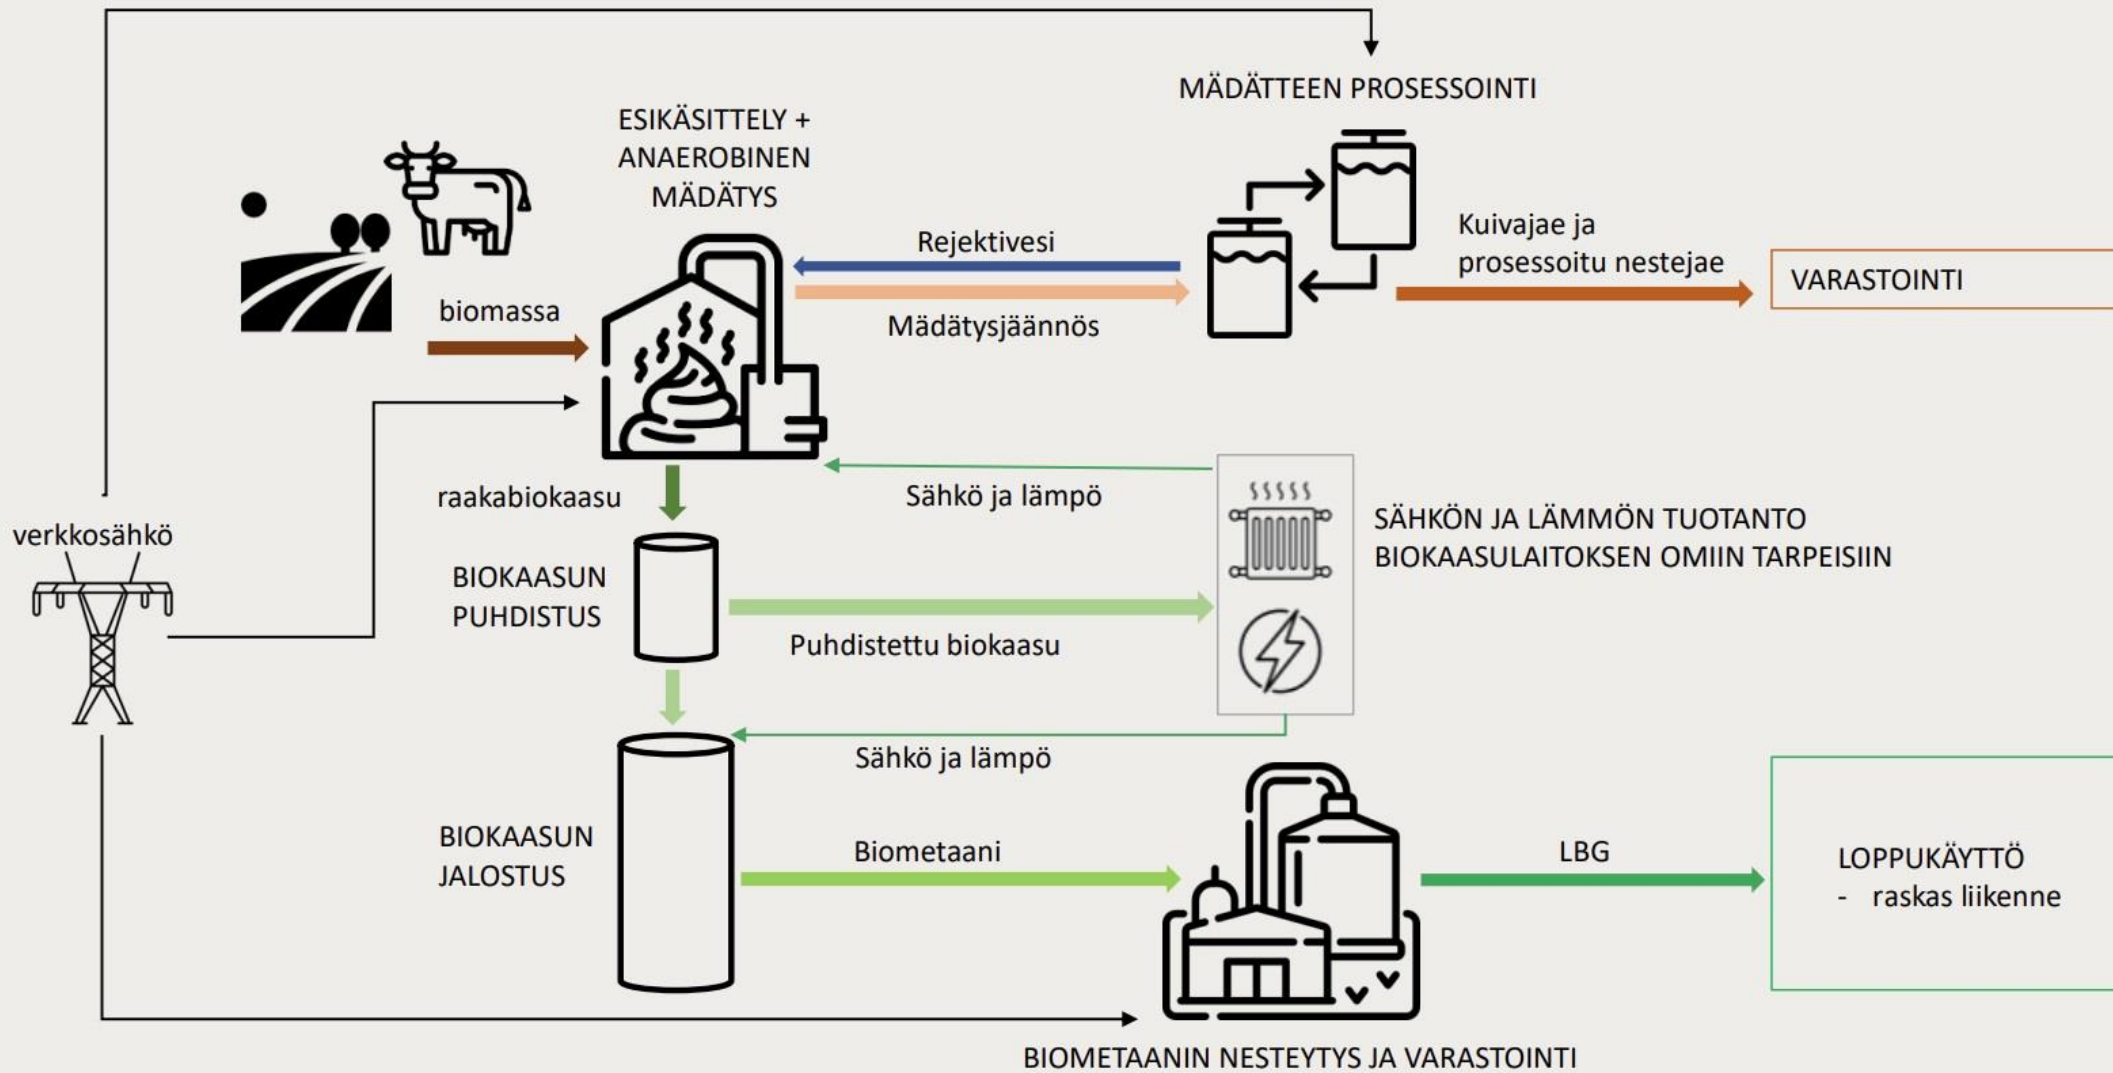 MÄDÄTTEEN PROSESSOINTI
ESIKÄSITTELY +
ANAEROBINEN
MÄDÄTYS
Rejektivesi
Mädätysjäännös
Kuivajae ja
prosessoitu nestejae
VARASTOINTI
biomassa
raakabiokaasu
Sähkö ja lämpö
verkkosähkö
SÄHKÖN JA LÄMMÖN TUOTANTO
BIOKAASULAITOKSEN OMIIN TARPEISIIN
BIOKAASUN
PUHDISTUS
Puhdistettu biokaasu
Sähkö ja lämpö
BIOKAASUN
JALOSTUS
Biometaani
LBG
LOPPUKÄYTTÖ
- raskas liikenne
BIOMETAANIN NESTEYTYS JA VARASTOINTI